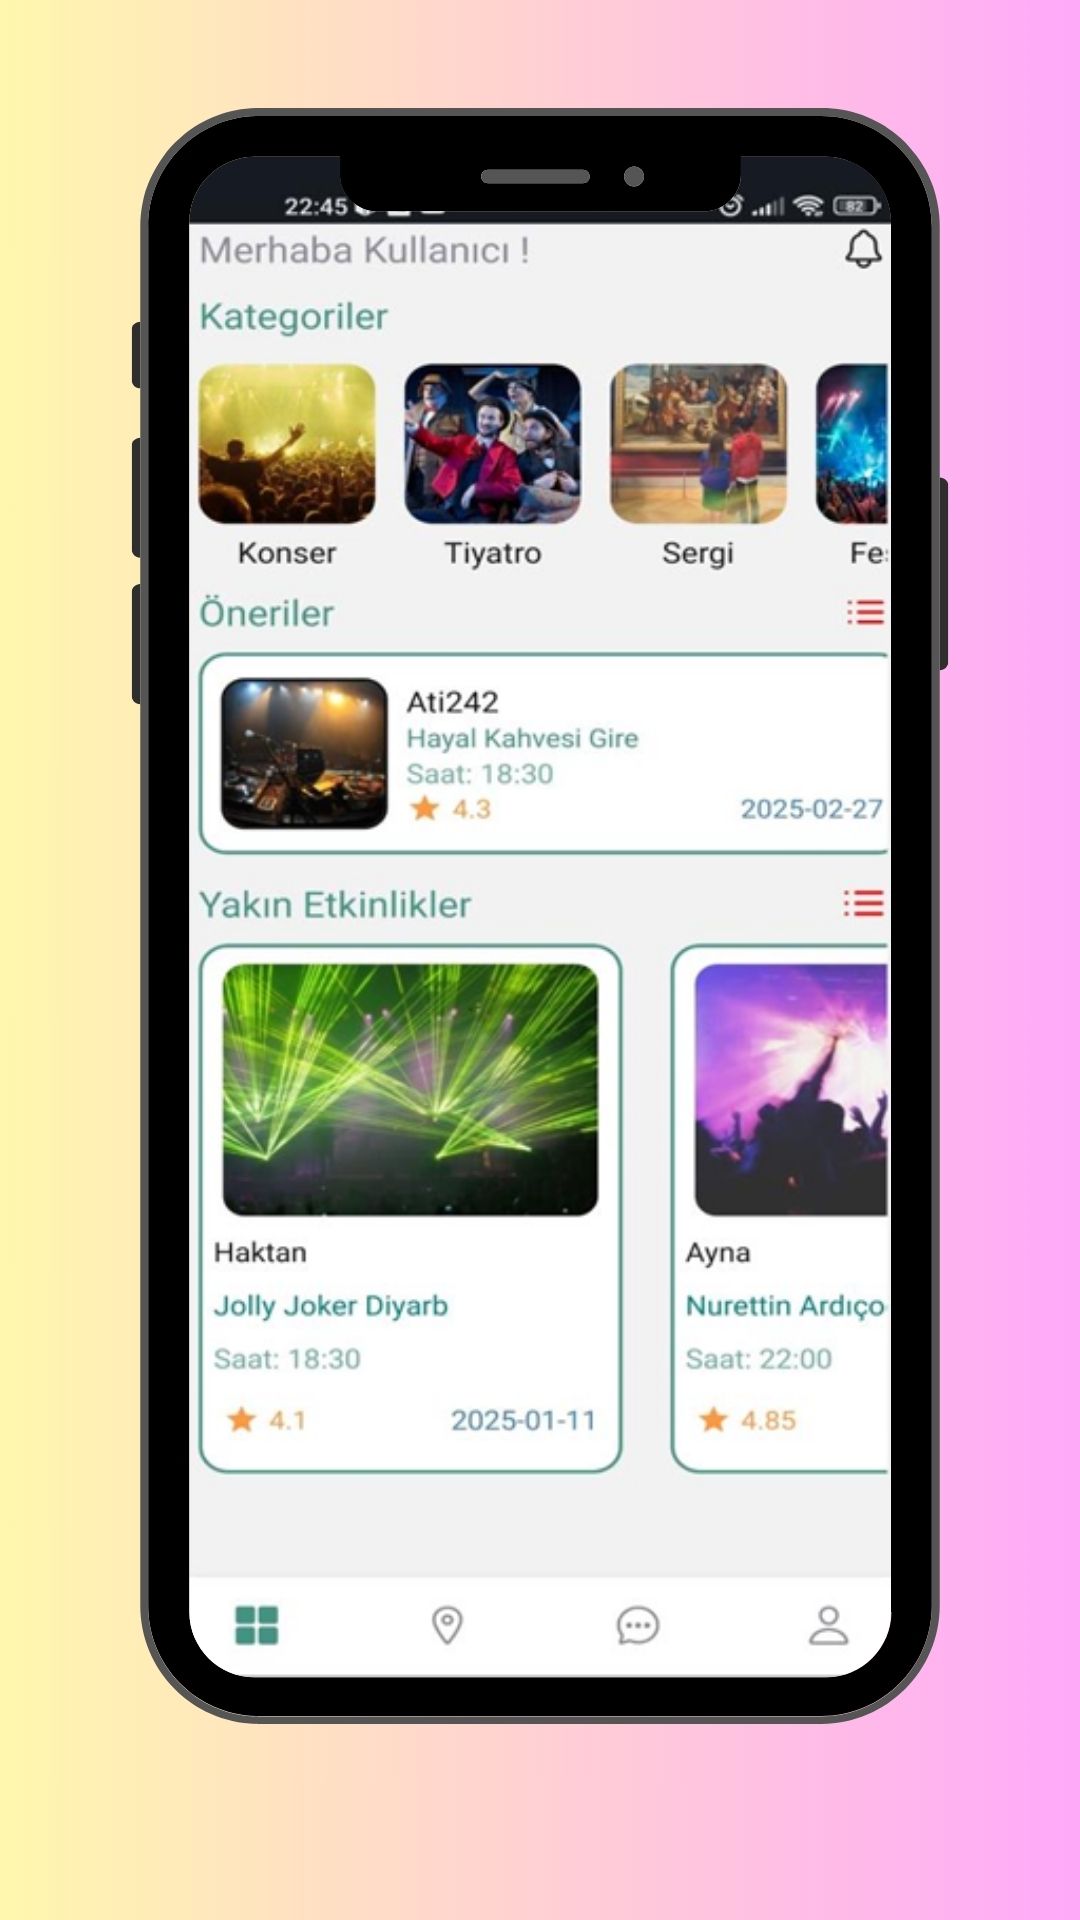 22:45
82
Merhaba Kullanıcı !
Kategoriler
Konser
Tiyatro
Sergi
Fes
Öneriler
Ati242
Hayal Kahvesi Gire
Saat: 18:30
4.3
2025-02-27
Yakın Etkinlikler
Haktan
Jolly Joker Diyarb
Saat: 18:30
4.1
2025-01-11
Ayna
Nurettin Ardıço
Saat: 22:00
4.85